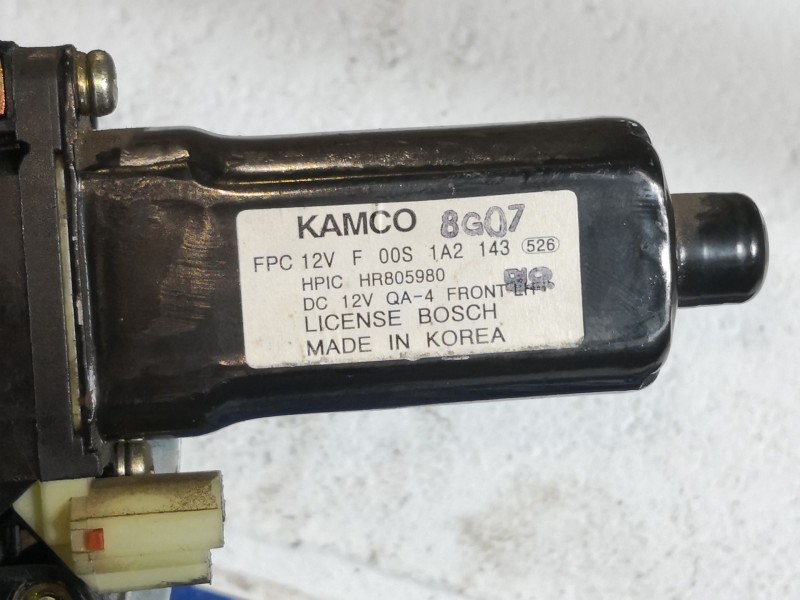 KAMCO 8G07
FPC 12V F 00S 1A2 143 526
HPIC HR805980
DC 12V QA-4 FRONT LH
LICENSE BOSCH
MADE IN KOREA